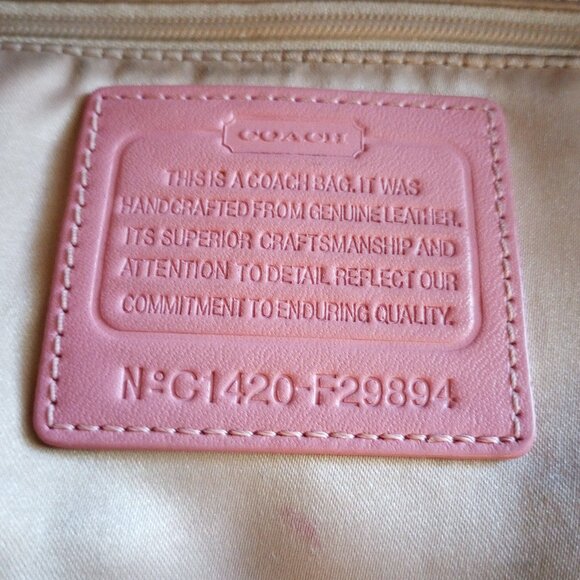 COACH
THIS IS A COACH BAG. IT WAS
HANDCRAFTED FROM GENUINE LEATHER.
ITS SUPERIOR CRAFTSMANSHIP AND
ATTENTION TO DETAIL REFLECT OUR
COMMITMENT TO ENDURING QUALITY.
Nº C1420-F29894